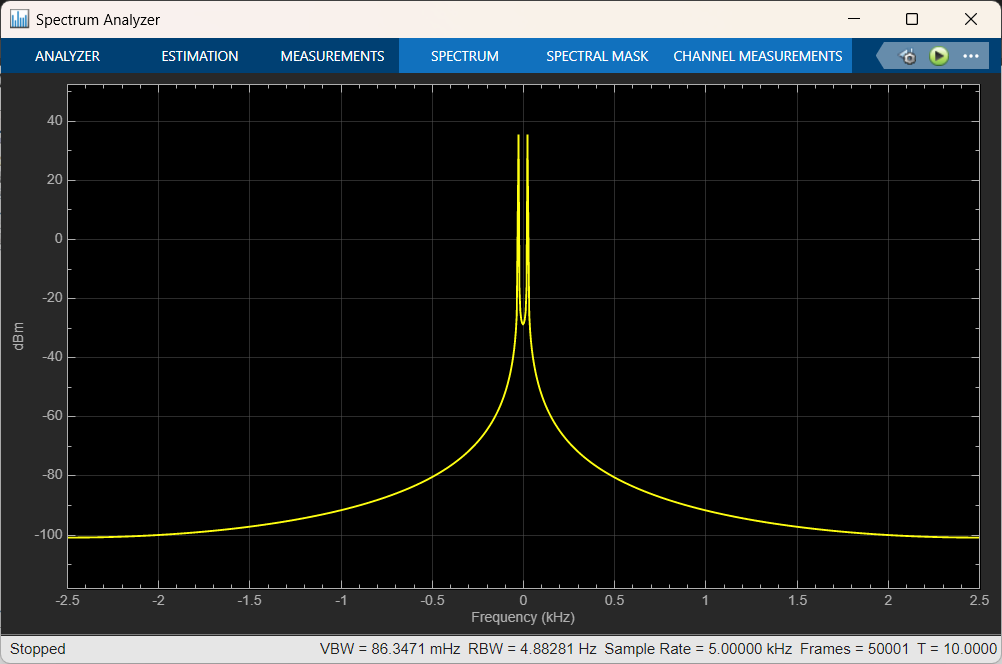 Spectrum Analyzer
ANALYZER ESTIMATION MEASUREMENTS SPECTRUM SPECTRAL MASK CHANNEL MEASUREMENTS
40
20
0
-20
-40
-60
-80
-100
dBm
-2.5 -2 -1.5 -1 -0.5 0 0.5 1 1.5 2 2.5
Frequency (kHz)
Stopped VBW = 86.3471 mHz RBW = 4.88281 Hz Sample Rate = 5.00000 kHz Frames = 50001 T = 10.0000